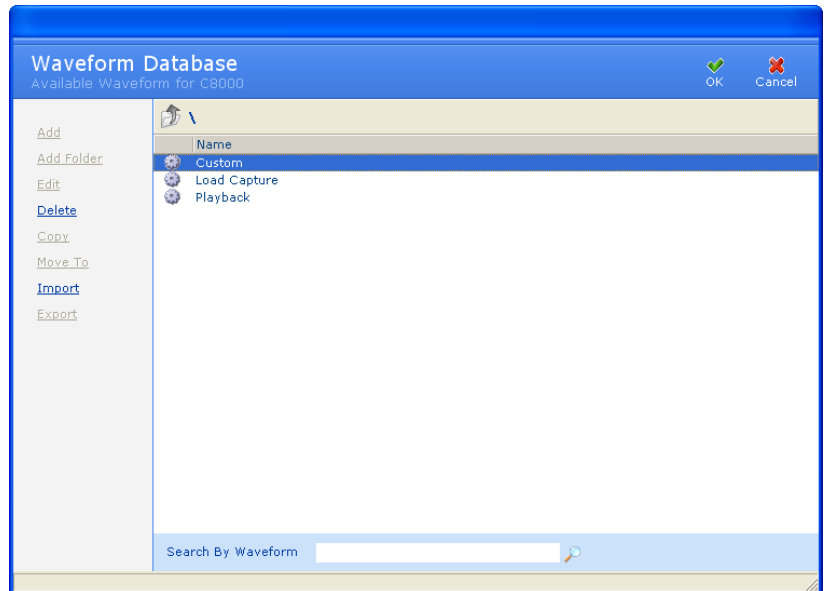 Waveform Database
Available Waveform for C8000
OK
Cancel
Add
Add Folder
Edit
Delete
Copy
Move To
Import
Export
\
Name
Custom
Load Capture
Playback
Search By Waveform